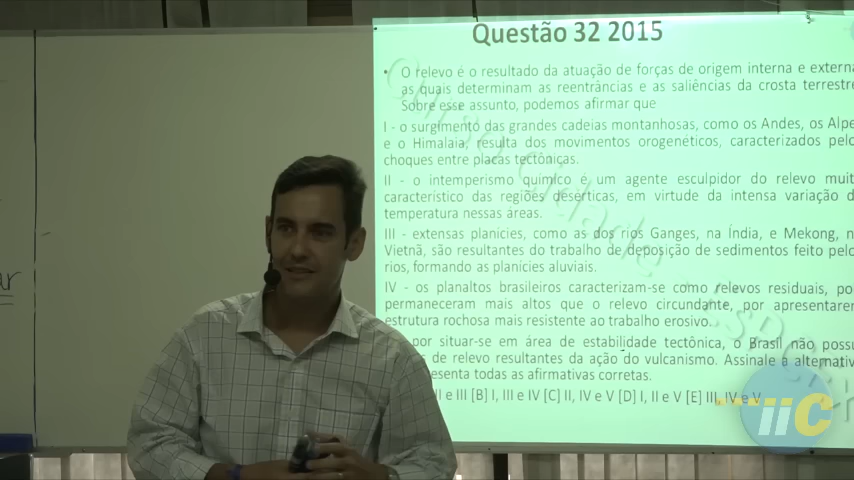 Questão 32 2015
• O relevo é o resultado da atuação de forças de origem interna e externa
as quais determinam as reentrâncias e as saliências da crosta terrestre
Sobre esse assunto, podemos afirmar que
I - o surgimento das grandes cadeias montanhosas, como os Andes, os Alpe
e o Himalaia, resulta dos movimentos orogenéticos, caracterizados pelo
choques entre placas tectônicas.
II - o intemperismo químico é um agente esculpidor do relevo muit
característico das regiões desérticas, em virtude da intensa variação d
temperatura nessas áreas.
III - extensas planícies, como as dos rios Ganges, na Índia, e Mekong, n
Vietnã, são resultantes do trabalho de deposição de sedimentos feito pelo
rios, formando as planícies aluviais.
IV - os planaltos brasileiros caracterizam-se como relevos residuais, po
permaneceram mais altos que o relevo circundante, por apresentarem
estrutura rochosa mais resistente ao trabalho erosivo.
por situar-se em área de estabilidade tectônica, o Brasil não possu
s de relevo resultantes da ação do vulcanismo. Assinale a alternativ
esenta todas as afirmativas corretas.
II e III [B] I, III e IV [C] II, IV e V [D] I, II e V [E] III, IV e V
ar
iiC